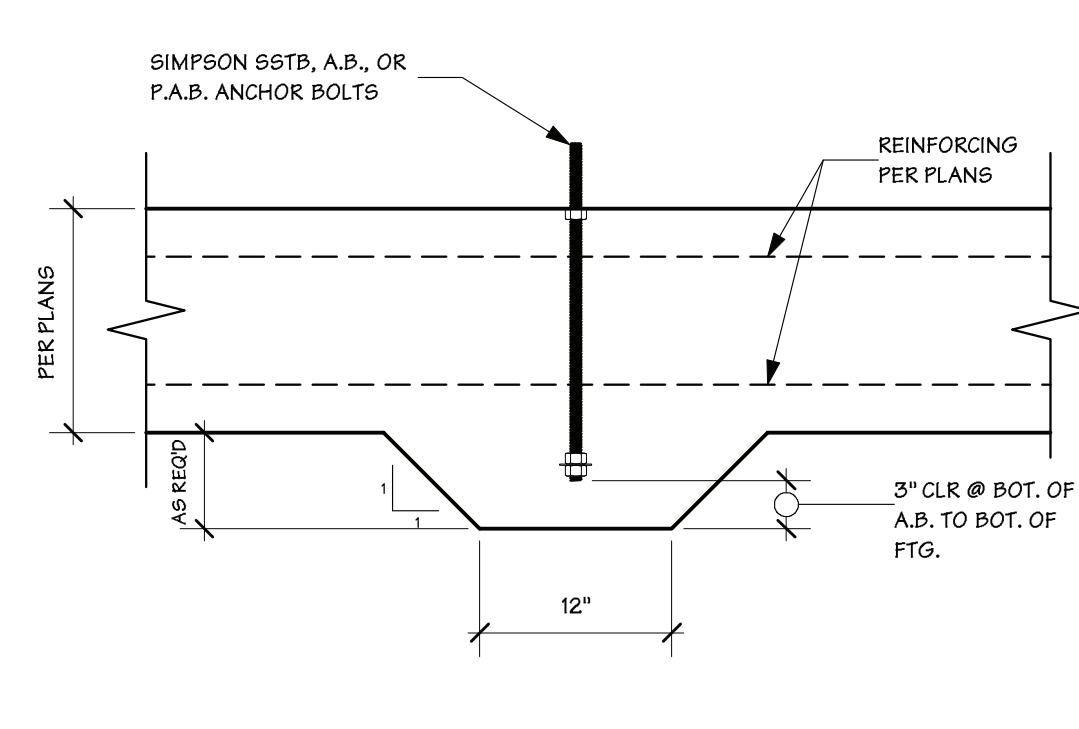 SIMPSON SSTB, A.B., OR
P.A.B. ANCHOR BOLTS
REINFORCING
PER PLANS
PER PLANS
AS REQ'D
1
1
3" CLR @ BOT. OF
A.B. TO BOT. OF
FTG.
12"